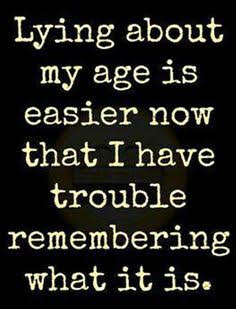 Lying about
my age is
easier now
that I have
trouble
remembering
what it is.